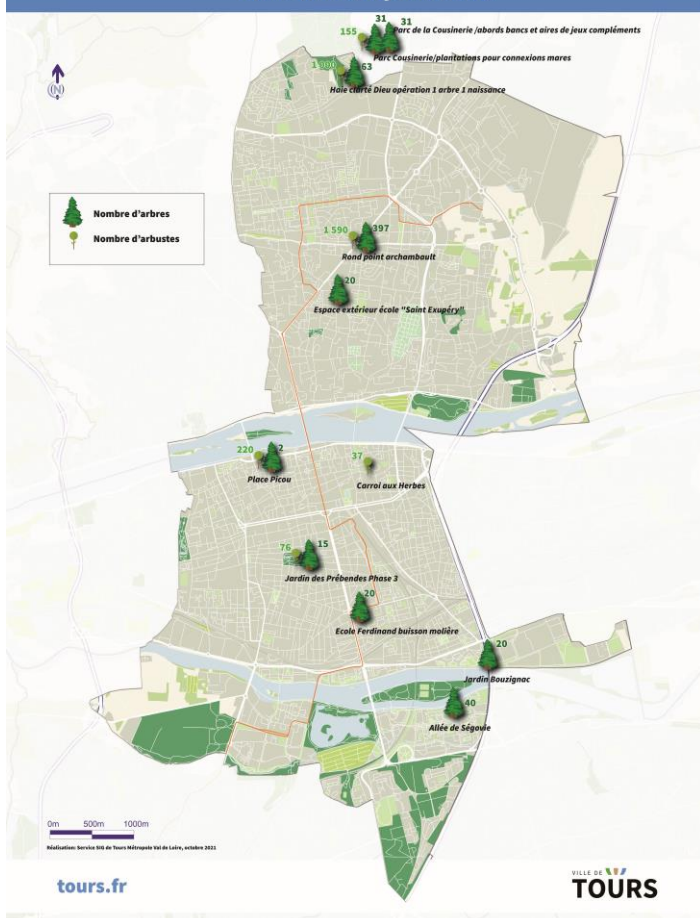 31
31
155
Parc de la Cousinerie /abords bancs et aires de jeux compléments
Parc Cousinerie/plantations pour connexions mares
63
Haie clarté Dieu opération 1 arbre 1 naissance
(N)
Nombre d'arbres
Nombre d'arbustes
1 590
397
Rond point archambault
20
Espace extérieur école "Saint Exupéry"
220
2
Place Picou
37
Carroi aux Herbes
76
15
Jardin des Prébendes Phase 3
20
Ecole Ferdinand buisson molière
20
Jardin Bouzignac
40
Allée de Ségovie
0m 500m 1000m
Réalisation: Service SIG de Tours Métropole Val de Loire, octobre 2021
tours.fr
VILLE DE
TOURS